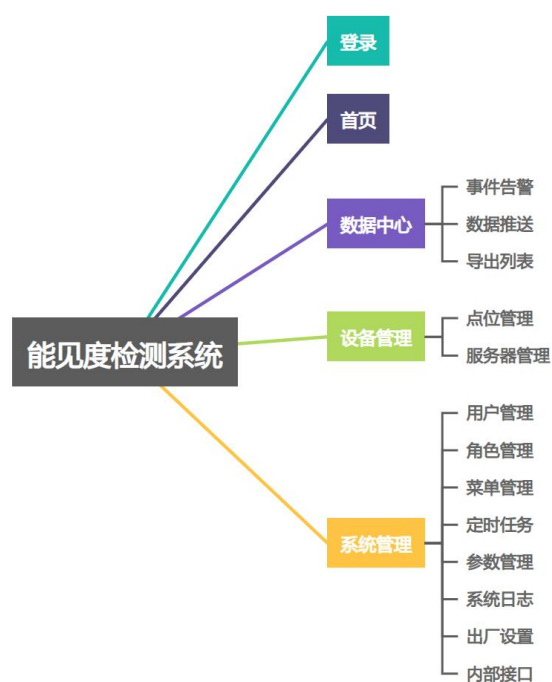 登录
首页
数据中心
事件告警
数据推送
导出列表
能见度检测系统
设备管理
点位管理
服务器管理
系统管理
用户管理
角色管理
菜单管理
定时任务
参数管理
系统日志
出厂设置
内部接口